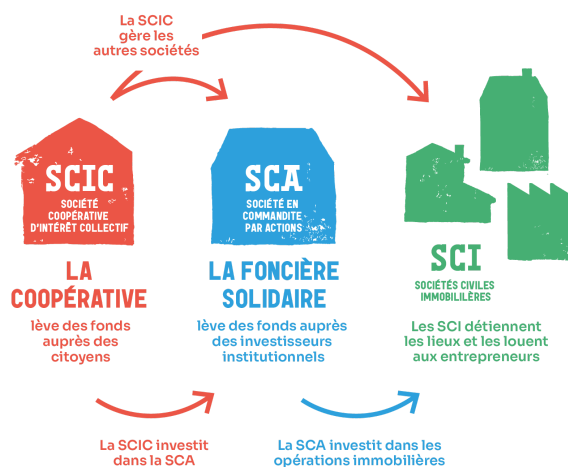 La SCIC
gère les
autres sociétés
SCIC
SOCIÉTÉ
COOPÉRATIVE
D'INTÉRÊT COLLECTIF
LA
COOPÉRATIVE
lève des fonds
auprès des
citoyens
SCA
SOCIÉTÉ EN
COMMANDITE
PAR ACTIONS
LA FONCIÈRE
SOLIDAIRE
lève des fonds auprès
des investisseurs
institutionnels
SCI
SOCIÉTÉS CIVILES
IMMOBILILÈRES
Les SCI détiennent
les lieux et les louent
aux entrepreneurs
La SCIC investit
dans la SCA
La SCA investit dans les
opérations immobilières